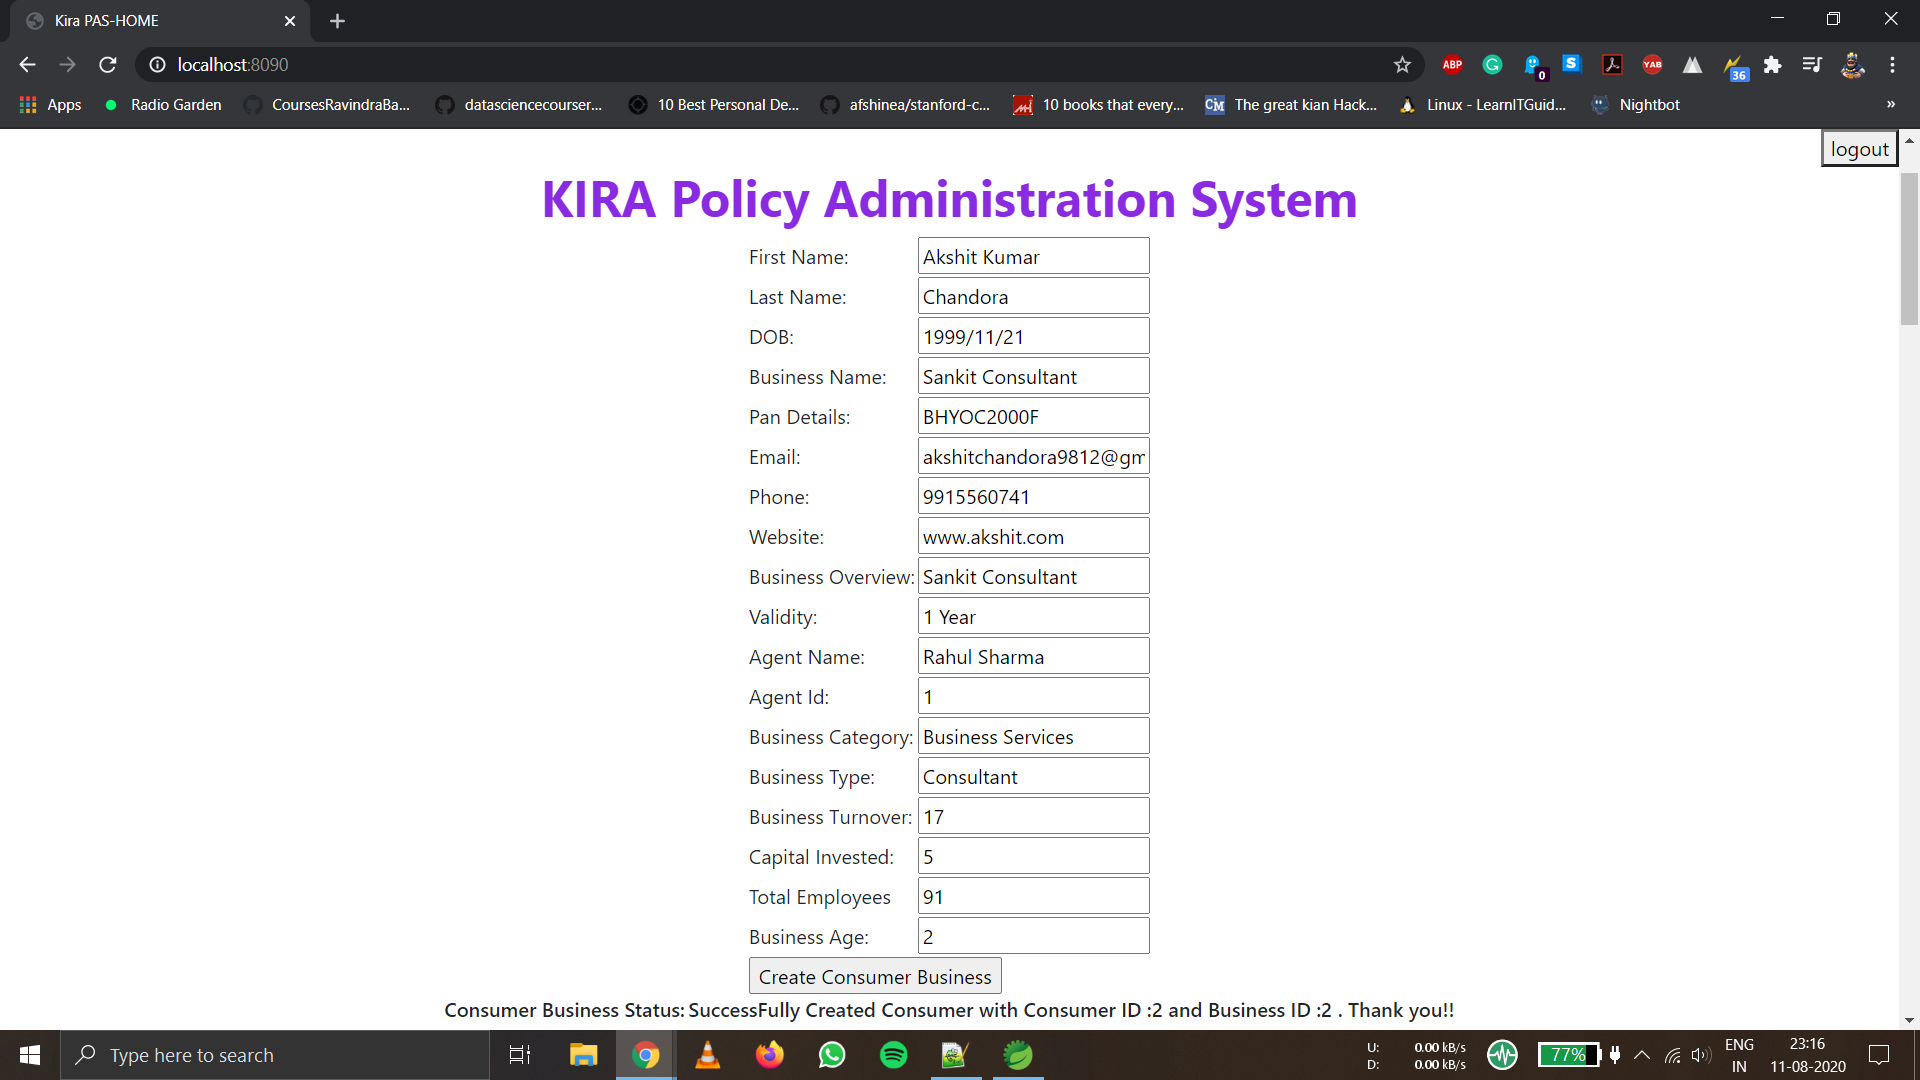 Kira PAS-HOME
localhost:8090
ABP
0
S
YAB
36
Apps
Radio Garden
CoursesRavindraBa...
datasciencecourser...
10 Best Personal De...
afshinea/stanford-c...
10 books that every...
CM
The great kian Hack...
Linux - LearnITGuid...
Nightbot
»
logout
KIRA Policy Administration System
First Name: Akshit Kumar
Last Name: Chandora
DOB: 1999/11/21
Business Name: Sankit Consultant
Pan Details: BHYOC2000F
Email: akshitchandora9812@gm
Phone: 9915560741
Website: www.akshit.com
Business Overview: Sankit Consultant
Validity: 1 Year
Agent Name: Rahul Sharma
Agent Id: 1
Business Category: Business Services
Business Type: Consultant
Business Turnover: 17
Capital Invested: 5
Total Employees 91
Business Age: 2
Create Consumer Business
Consumer Business Status: SuccessFully Created Consumer with Consumer ID :2 and Business ID :2 . Thank you!!
Type here to search
U: 0.00 kB/s
D: 0.00 kB/s
77%
ENG
IN
23:16
11-08-2020